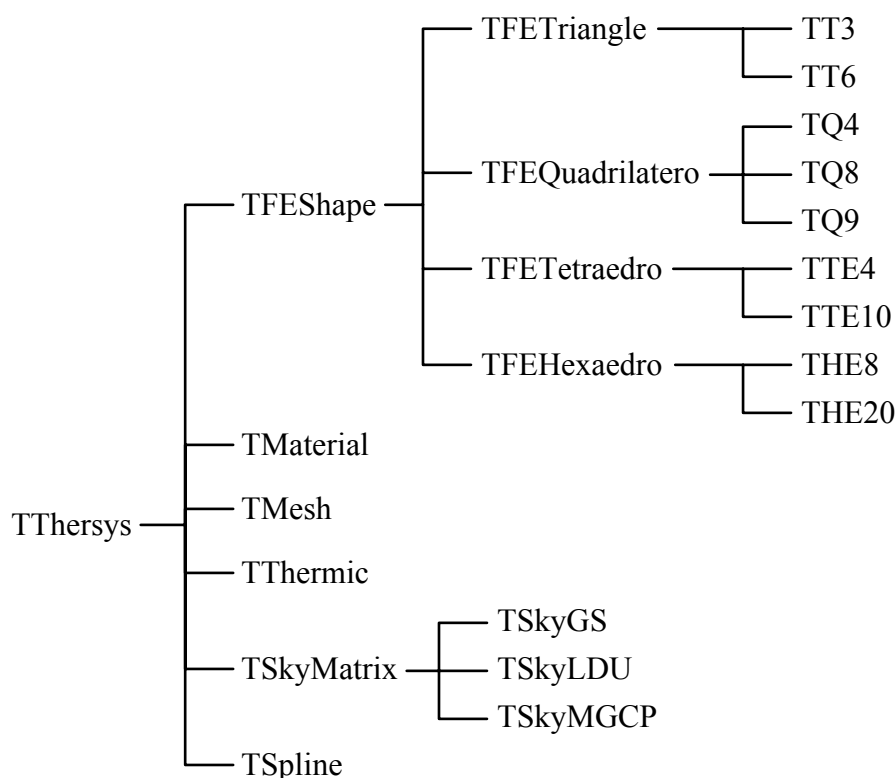 TFETriangle
TT3
TT6
TQ4
TFEQuadrilatero
TQ8
TFEShape
TQ9
TFETetraedro
TTE4
TTE10
TFEHexaedro
THE8
THE20
TMaterial
TMesh
TThersys
TThermic
TSkyGS
TSkyMatrix
TSkyLDU
TSkyMGCP
TSpline